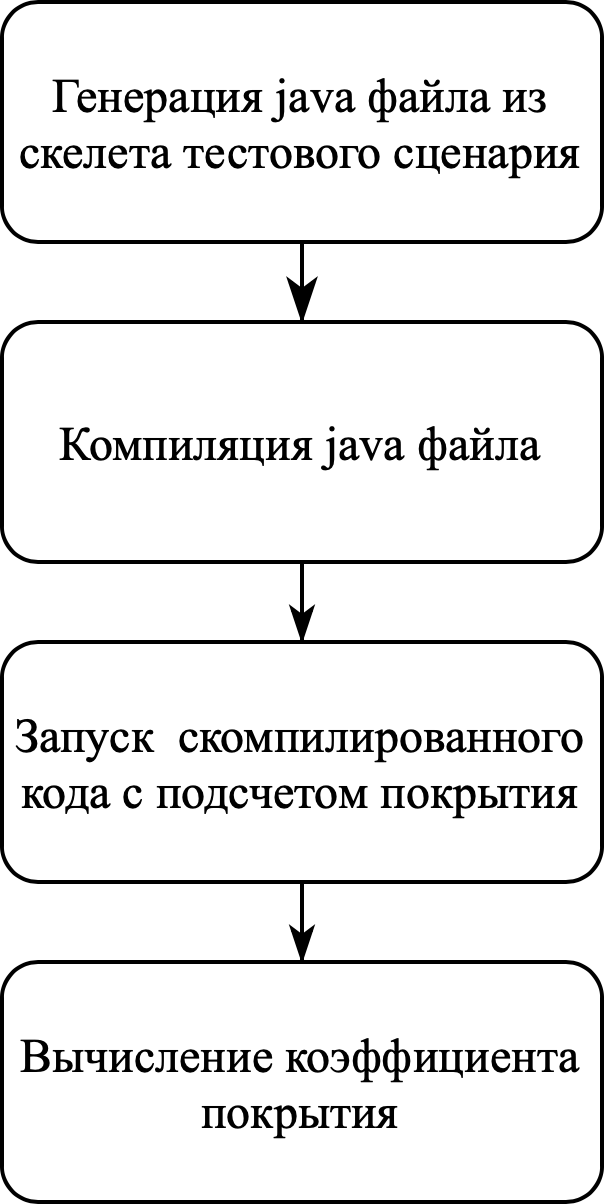 Генерация java файла из
скелета тестового сценария
Компиляция java файла
Запуск  скомпилированного
кода с подсчетом покрытия
Вычисление коэффициента
покрытия